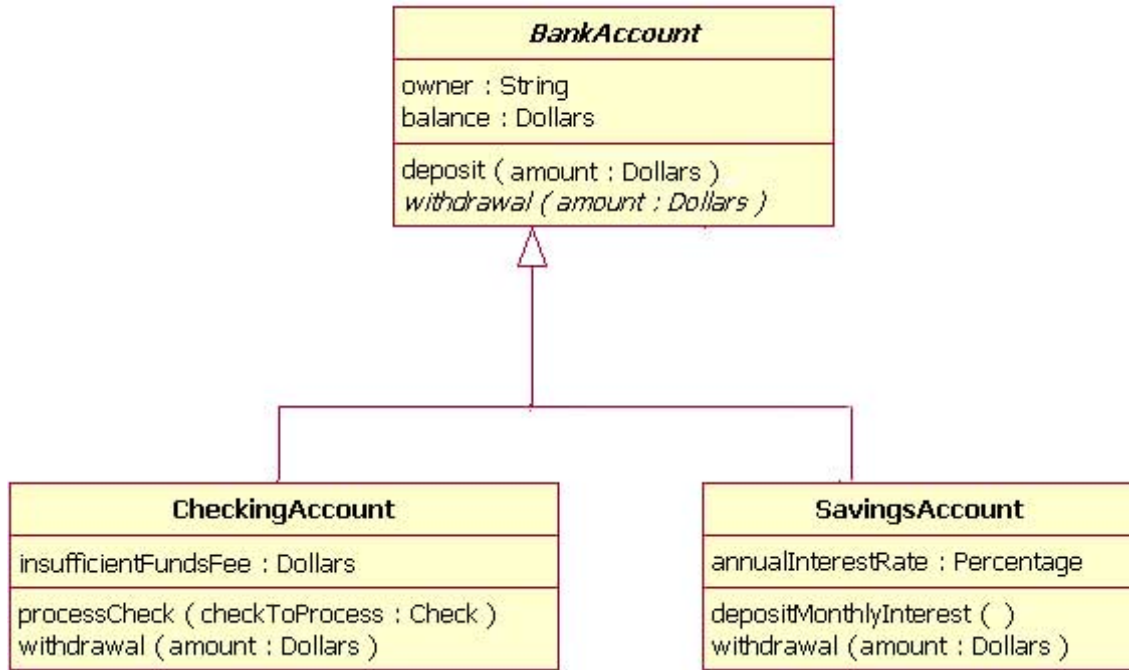 BankAccount
owner : String
balance : Dollars
deposit ( amount : Dollars )
withdrawal ( amount : Dollars )
CheckingAccount
insufficientFundsFee : Dollars
processCheck ( checkToProcess : Check )
withdrawal ( amount : Dollars )
SavingsAccount
annualInterestRate : Percentage
depositMonthlyInterest ( )
withdrawal ( amount : Dollars )